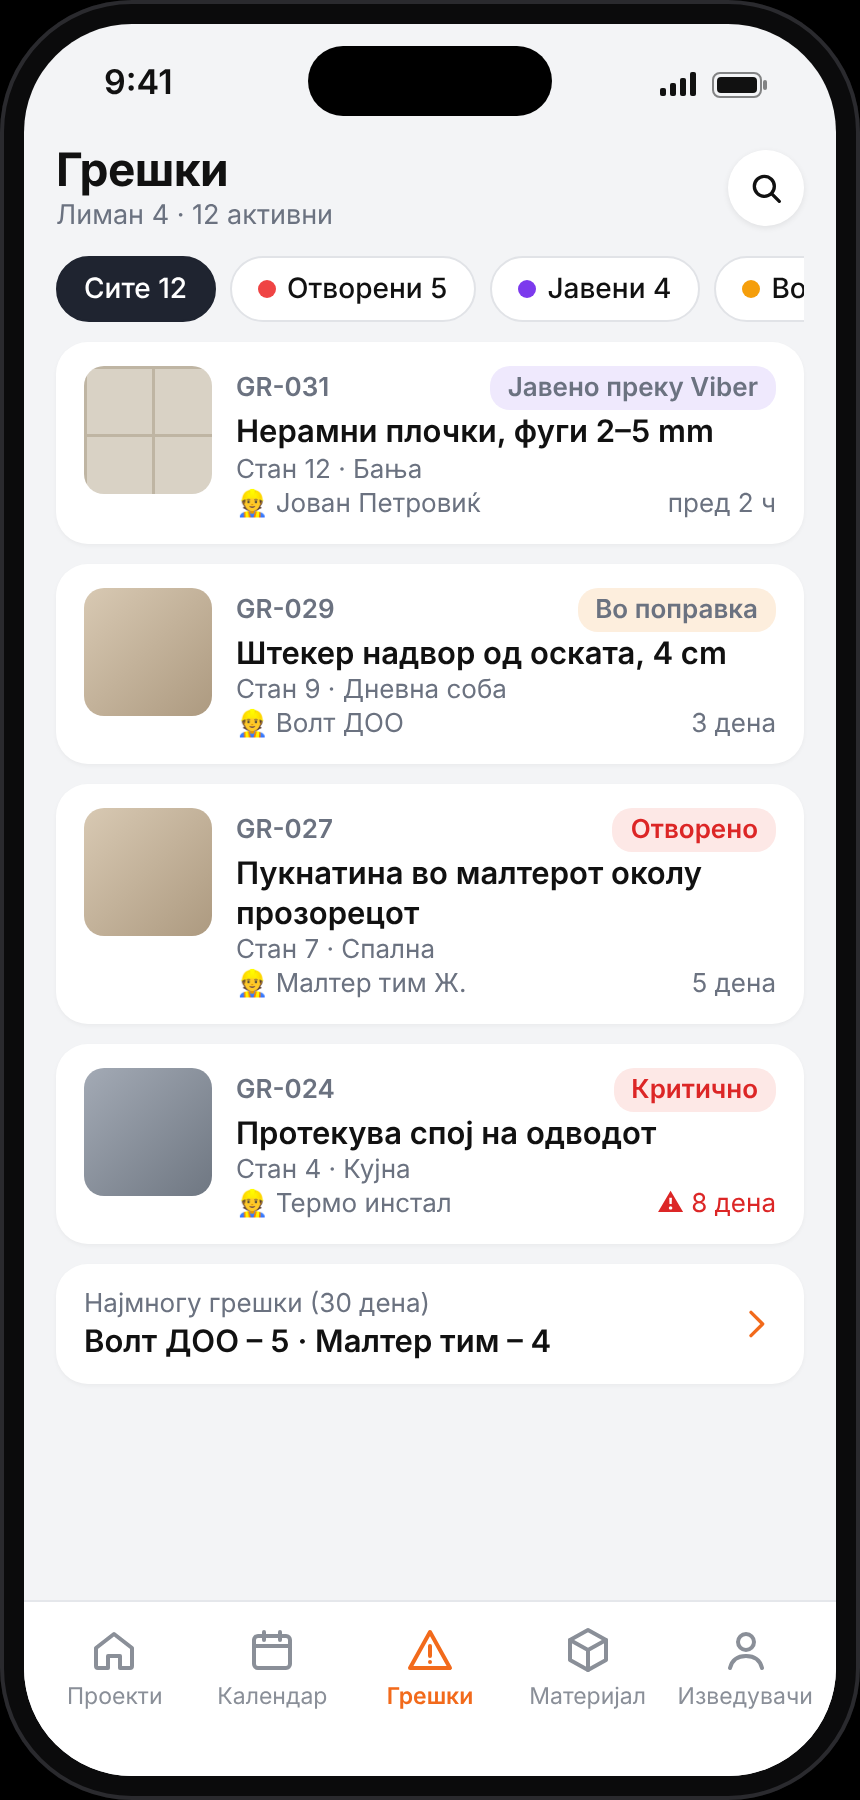 9:41
Грешки
Лиман 4 · 12 активни
Сите 12
Отворени 5
Јавени 4
Во
GR-031
Јавено преку Viber
Нерамни плочки, фуги 2–5 mm
Стан 12 · Бања
👷 Јован Петровиќ
пред 2 ч
GR-029
Во поправка
Штекер надвор од оската, 4 cm
Стан 9 · Дневна соба
👷 Волт ДОО
3 дена
GR-027
Отворено
Пукнатина во малтерот околу
прозорецот
Стан 7 · Спална
👷 Малтер тим Ж.
5 дена
GR-024
Критично
Протекува спој на одводот
Стан 4 · Кујна
👷 Термо инстал
⚠ 8 дена
Најмногу грешки (30 дена)
Волт ДОО – 5 · Малтер тим – 4
Проекти
Календар
Грешки
Материјал
Изведувачи